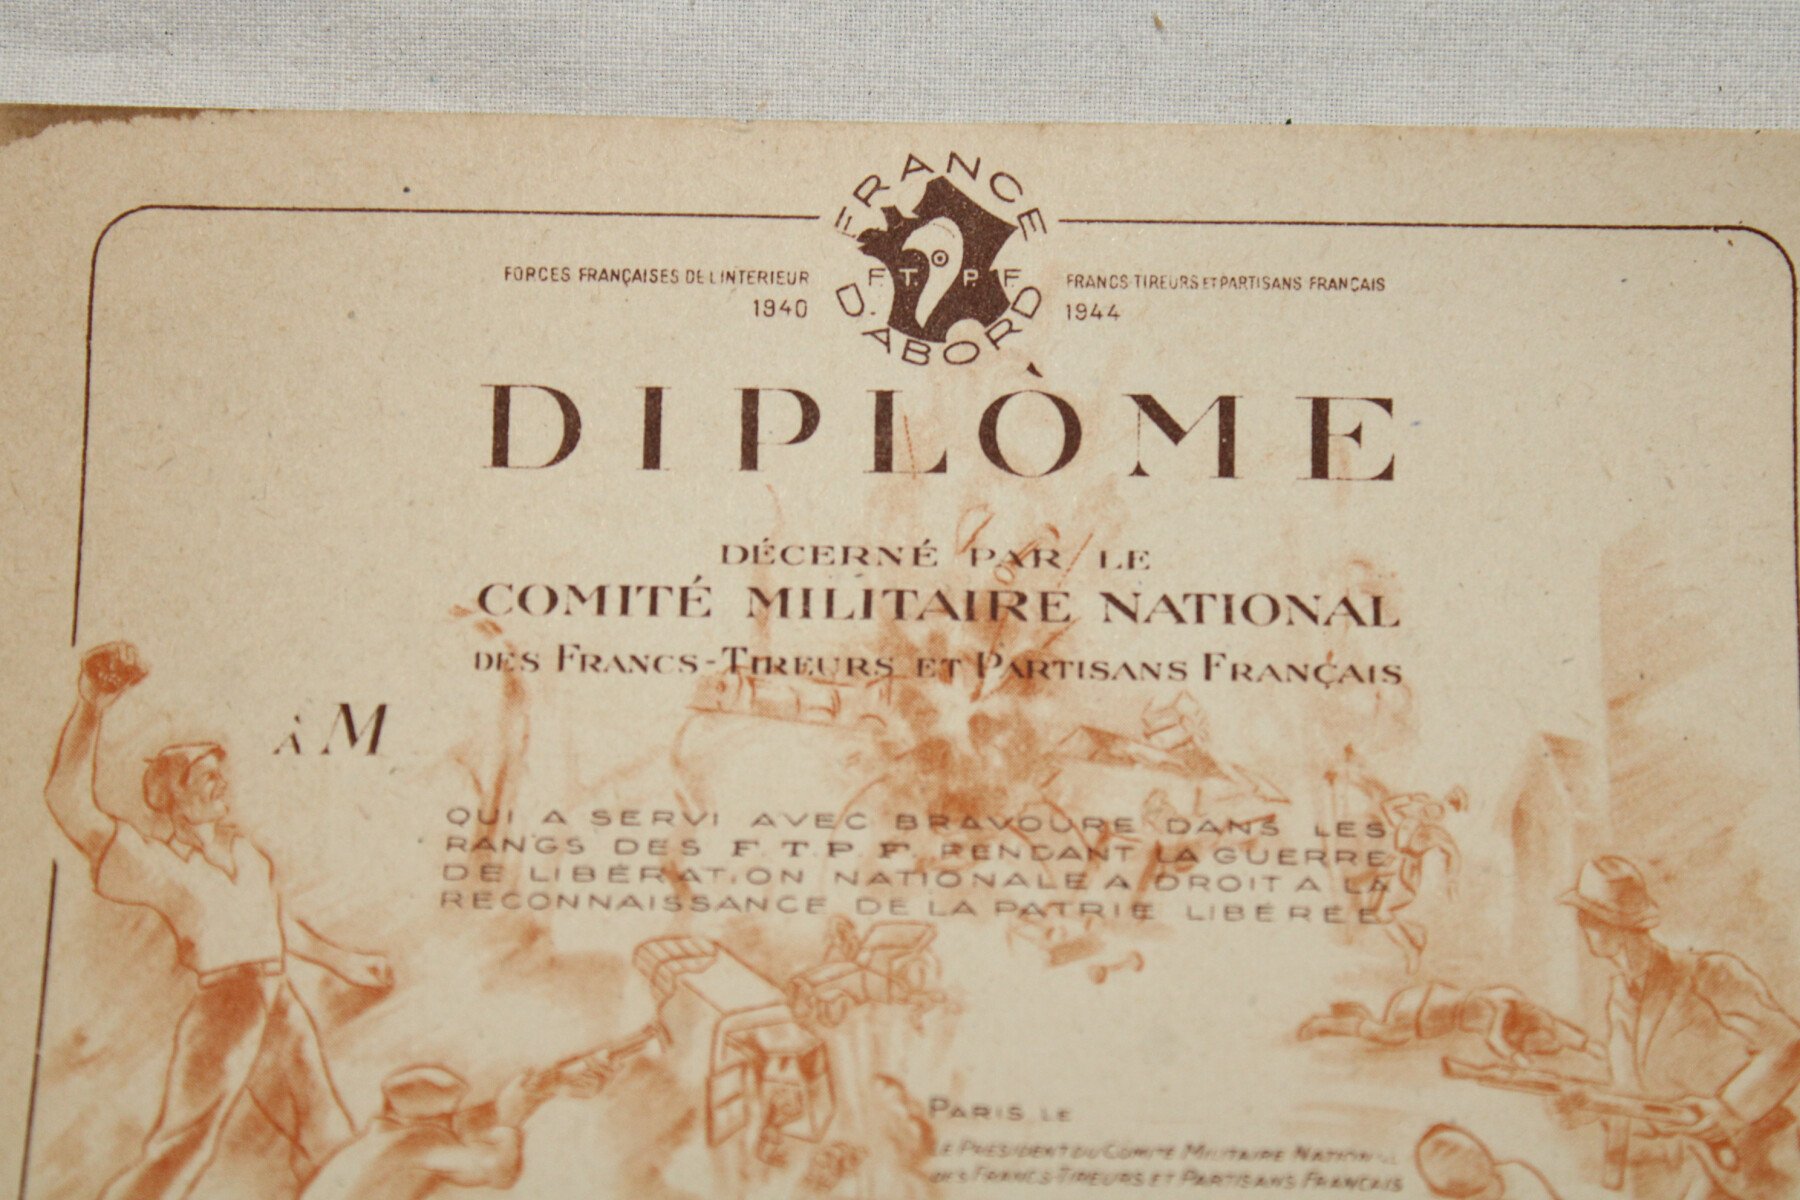 FRANCE
D'ABORD
F. T. P. F
FORCES FRANÇAISES DE L'INTERIEUR
1940
FRANCS-TIREURS ET PARTISANS FRANÇAIS
1944
DIPLÒME
DÉCERNÉ PAR LE
COMITÉ MILITAIRE NATIONAL
DES FRANCS-TIREURS ET PARTISANS FRANÇAIS
À M
QUI A SERVI AVEC BRAVOURE DANS LES
RANGS DES F.T.P.F. PENDANT LA GUERRE
DE LIBÉRATION NATIONALE A DROIT A LA
RECONNAISSANCE DE LA PATRIE LIBÉRÉE
PARIS, LE
LE PRÉSIDENT DU COMITÉ MILITAIRE NATIONAL
DES FRANCS-TIREURS ET PARTISANS FRANÇAIS